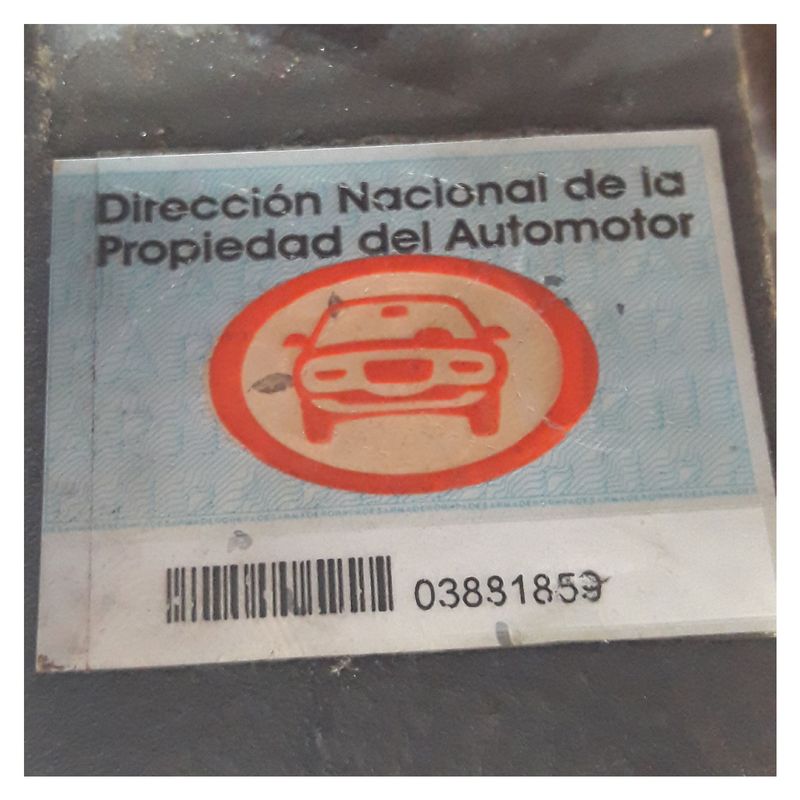 Dirección Nacional de la
Propiedad del Automotor
03881859